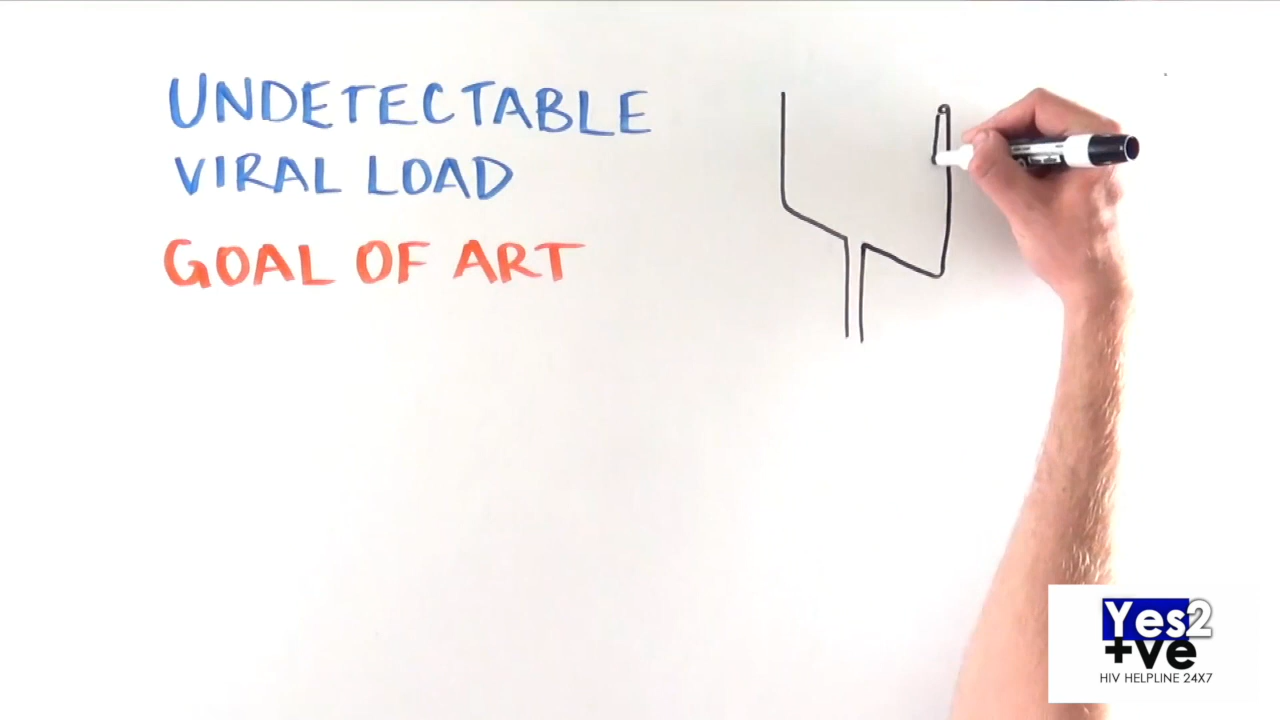 UNDETECTABLE
VIRAL LOAD
GOAL OF ART
Yes2
+ve
HIV HELPLINE 24X7